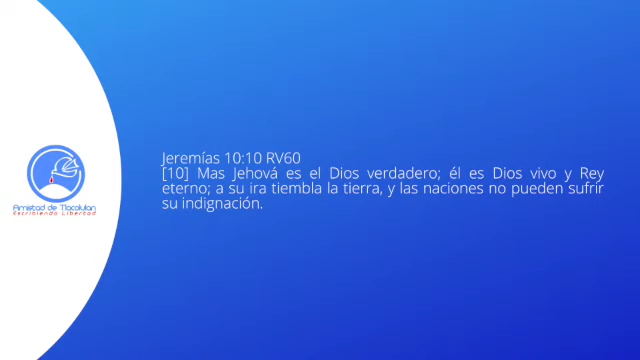 Jeremías 10:10 RV60
[10] Mas Jehová es el Dios verdadero; él es Dios vivo y Rey
eterno; a su ira tiembla la tierra, y las naciones no pueden sufrir
su indignación.
Amistad de Tlacolulan
Escribiendo Libertad